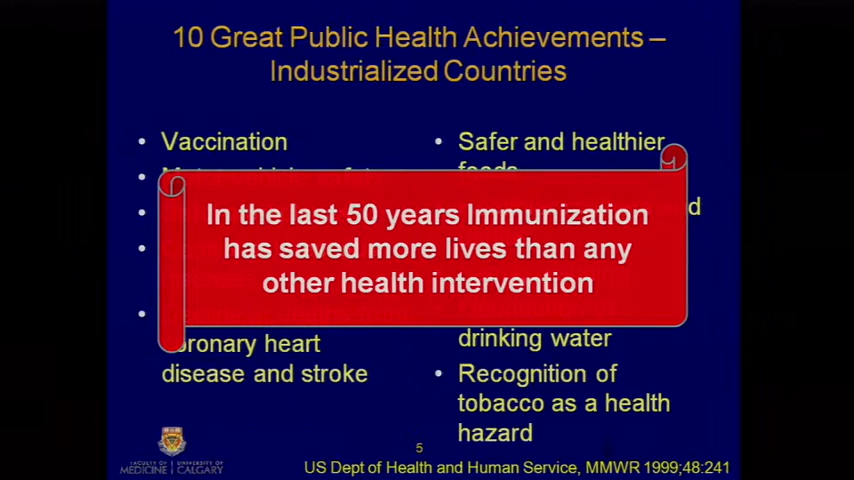 10 Great Public Health Achievements –
Industrialized Countries
• Vaccination
•
•
•
•
coronary heart
disease and stroke
• Safer and healthier
foods
d
drinking water
• Recognition of
tobacco as a health
hazard
In the last 50 years Immunization
has saved more lives than any
other health intervention
FACULTY OF MEDICINE | UNIVERSITY OF CALGARY
5
US Dept of Health and Human Service, MMWR 1999;48:241